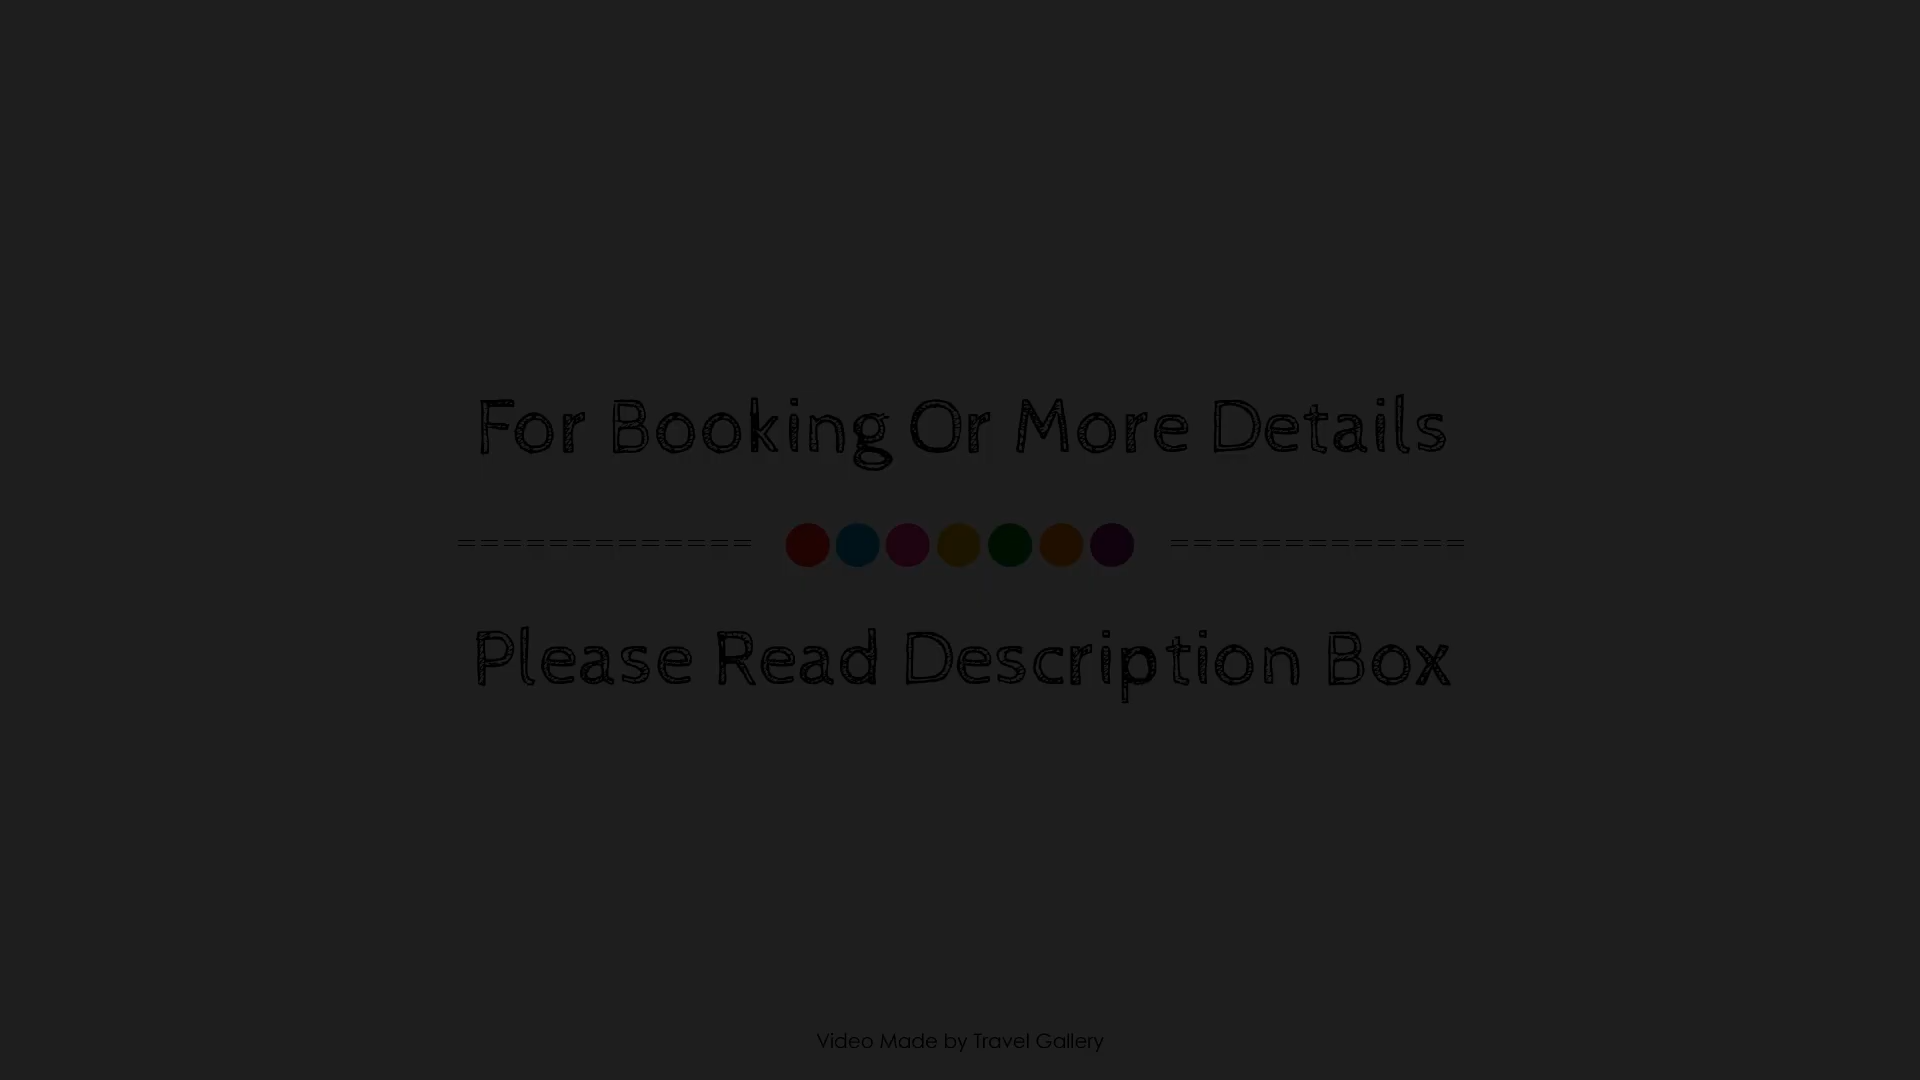 For Booking Or More Details
============= =============
Please Read Description Box
Video Made by Travel Gallery